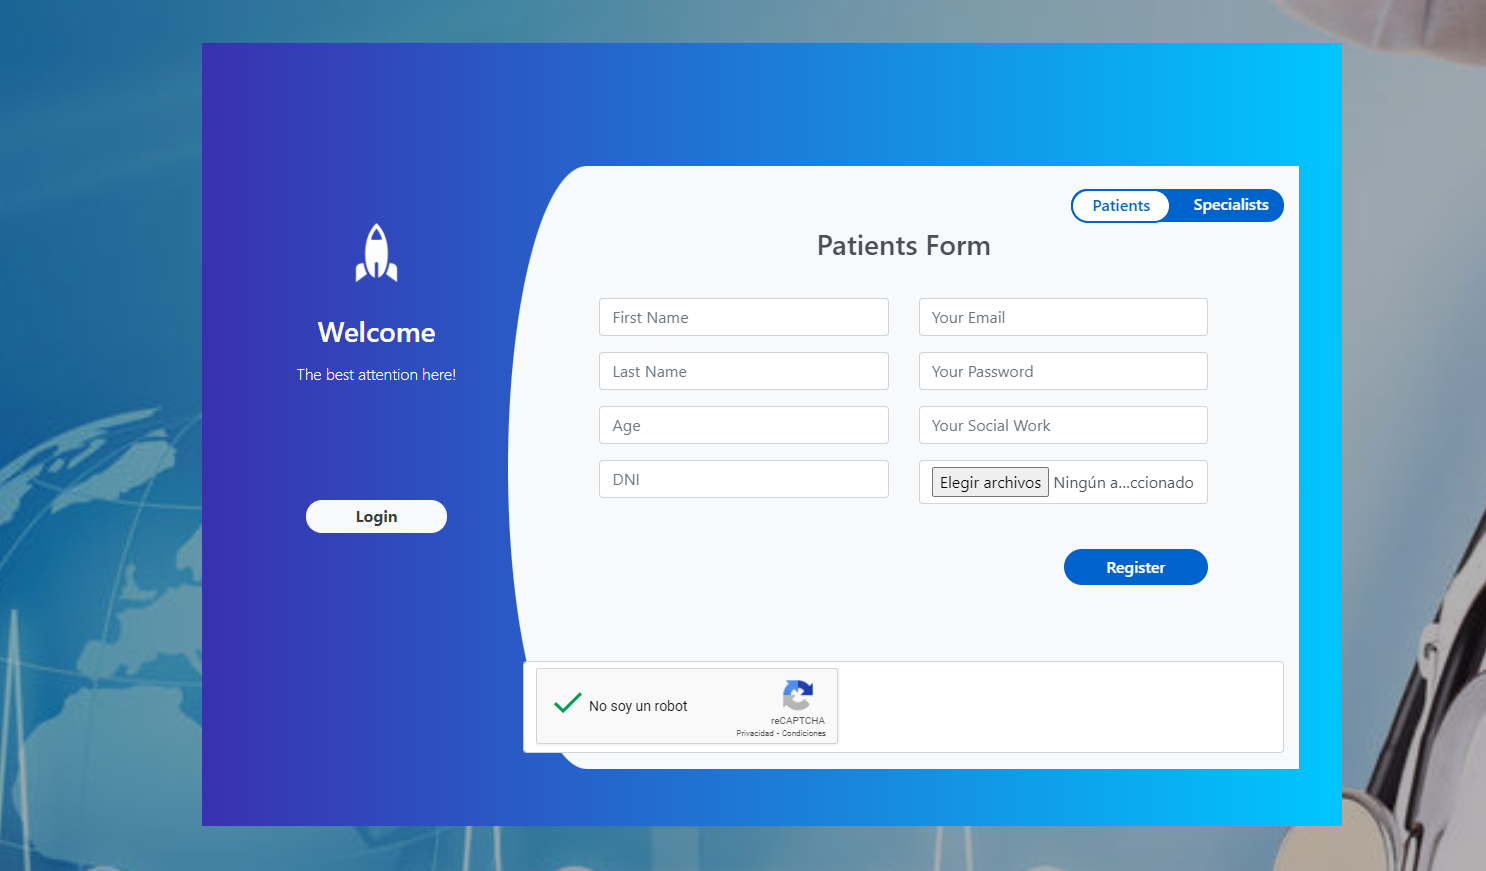 Welcome
The best attention here!
Login
Patients
Specialists
Patients Form
First Name
Your Email
Last Name
Your Password
Age
Your Social Work
DNI
Elegir archivos Ningún a...ccionado
Register
No soy un robot
reCAPTCHA
Privacidad - Condiciones